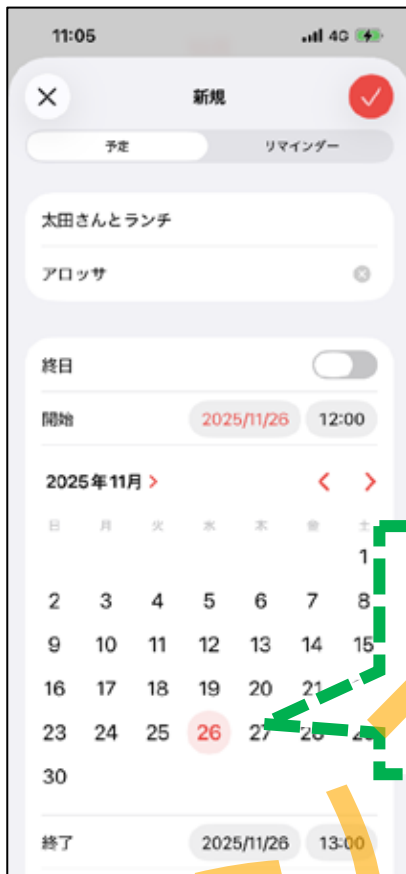 11:05 4G
新規
予定 リマインダー
太田さんとランチ
アロッサ
終日
開始 2025/11/26 12:00
2025年11月
日 月 火 水 木 金 土
1
2 3 4 5 6 7 8
9 10 11 12 13 14 15
16 17 18 19 20 21
23 24 25 26 27 28 29
30
終了 2025/11/26 13:00